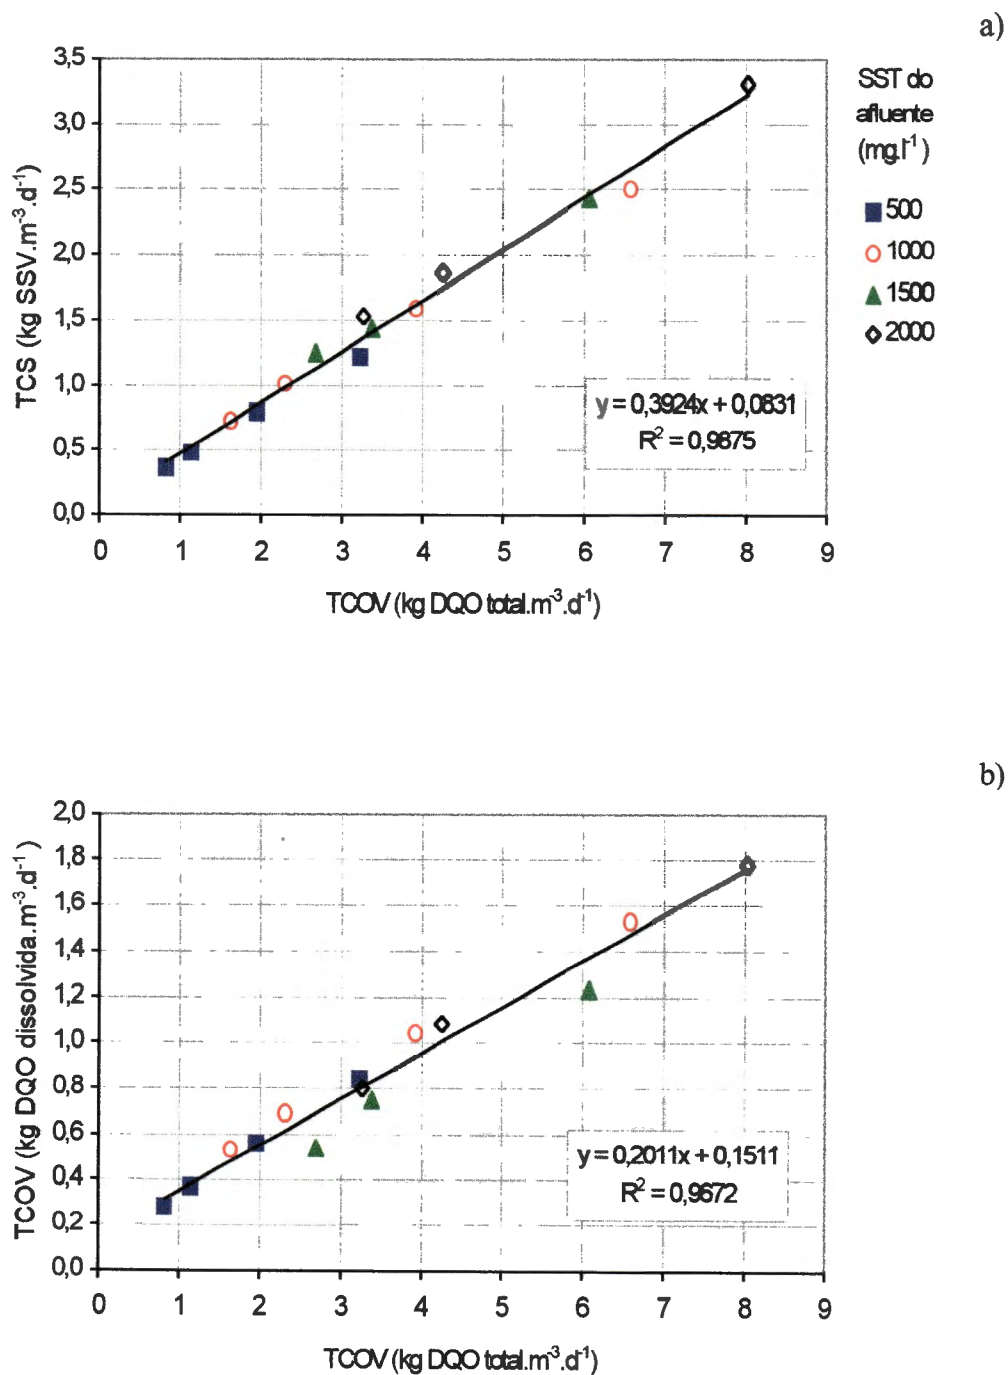 a)
3,5
3,0
2,5
2,0
1,5
1,0
0,5
0,0
TCS (kg SSV.m⁻³.d⁻¹)
0 1 2 3 4 5 6 7 8 9
TCOV (kg DQO total.m⁻³.d⁻¹)
y = 0,3924x + 0,0831
R² = 0,9875
SST do
afluente
(mg.l⁻¹)
500
1000
1500
2000
b)
2,0
1,8
1,6
1,4
1,2
1,0
0,8
0,6
0,4
0,2
0,0
TCOV (kg DQO dissolvida.m⁻³.d⁻¹)
0 1 2 3 4 5 6 7 8 9
TCOV (kg DQO total.m⁻³.d⁻¹)
y = 0,2011x + 0,1511
R² = 0,9672